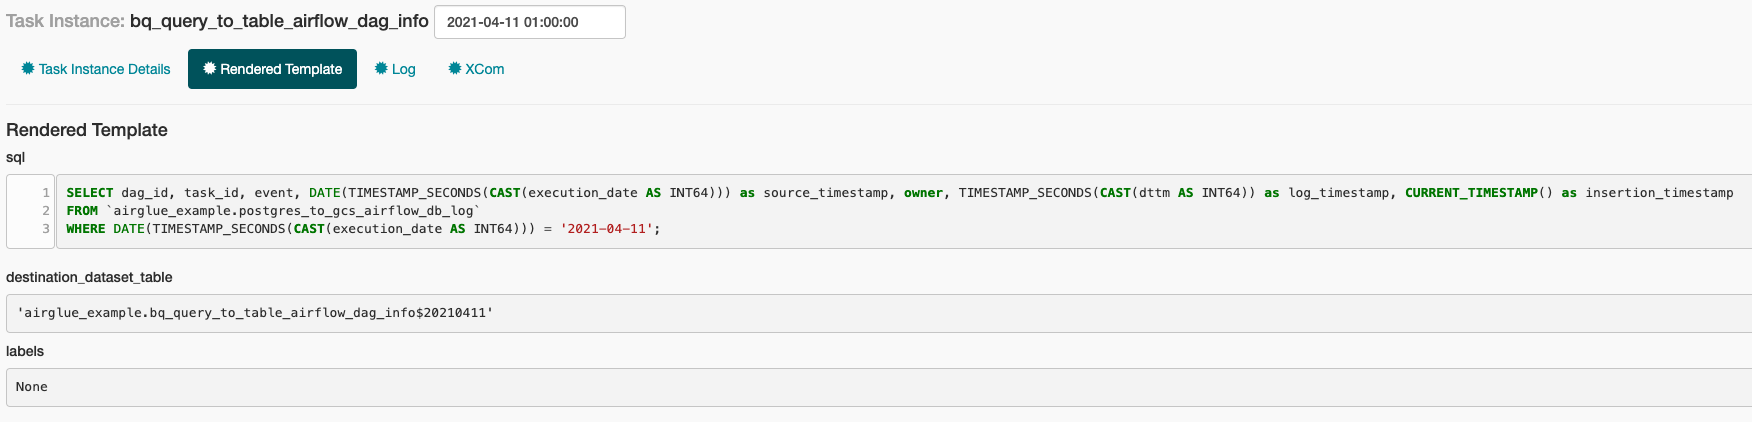 Task Instance: bq_query_to_table_airflow_dag_info 2021-04-11 01:00:00
Task Instance Details Rendered Template Log XCom
Rendered Template
sql
1 SELECT dag_id, task_id, event, DATE(TIMESTAMP_SECONDS(CAST(execution_date AS INT64))) as source_timestamp, owner, TIMESTAMP_SECONDS(CAST(dttm AS INT64)) as log_timestamp, CURRENT_TIMESTAMP() as insertion_timestamp
2 FROM `airglue_example.postgres_to_gcs_airflow_db_log`
3 WHERE DATE(TIMESTAMP_SECONDS(CAST(execution_date AS INT64))) = '2021-04-11';
destination_dataset_table
'airglue_example.bq_query_to_table_airflow_dag_info$20210411'
labels
None